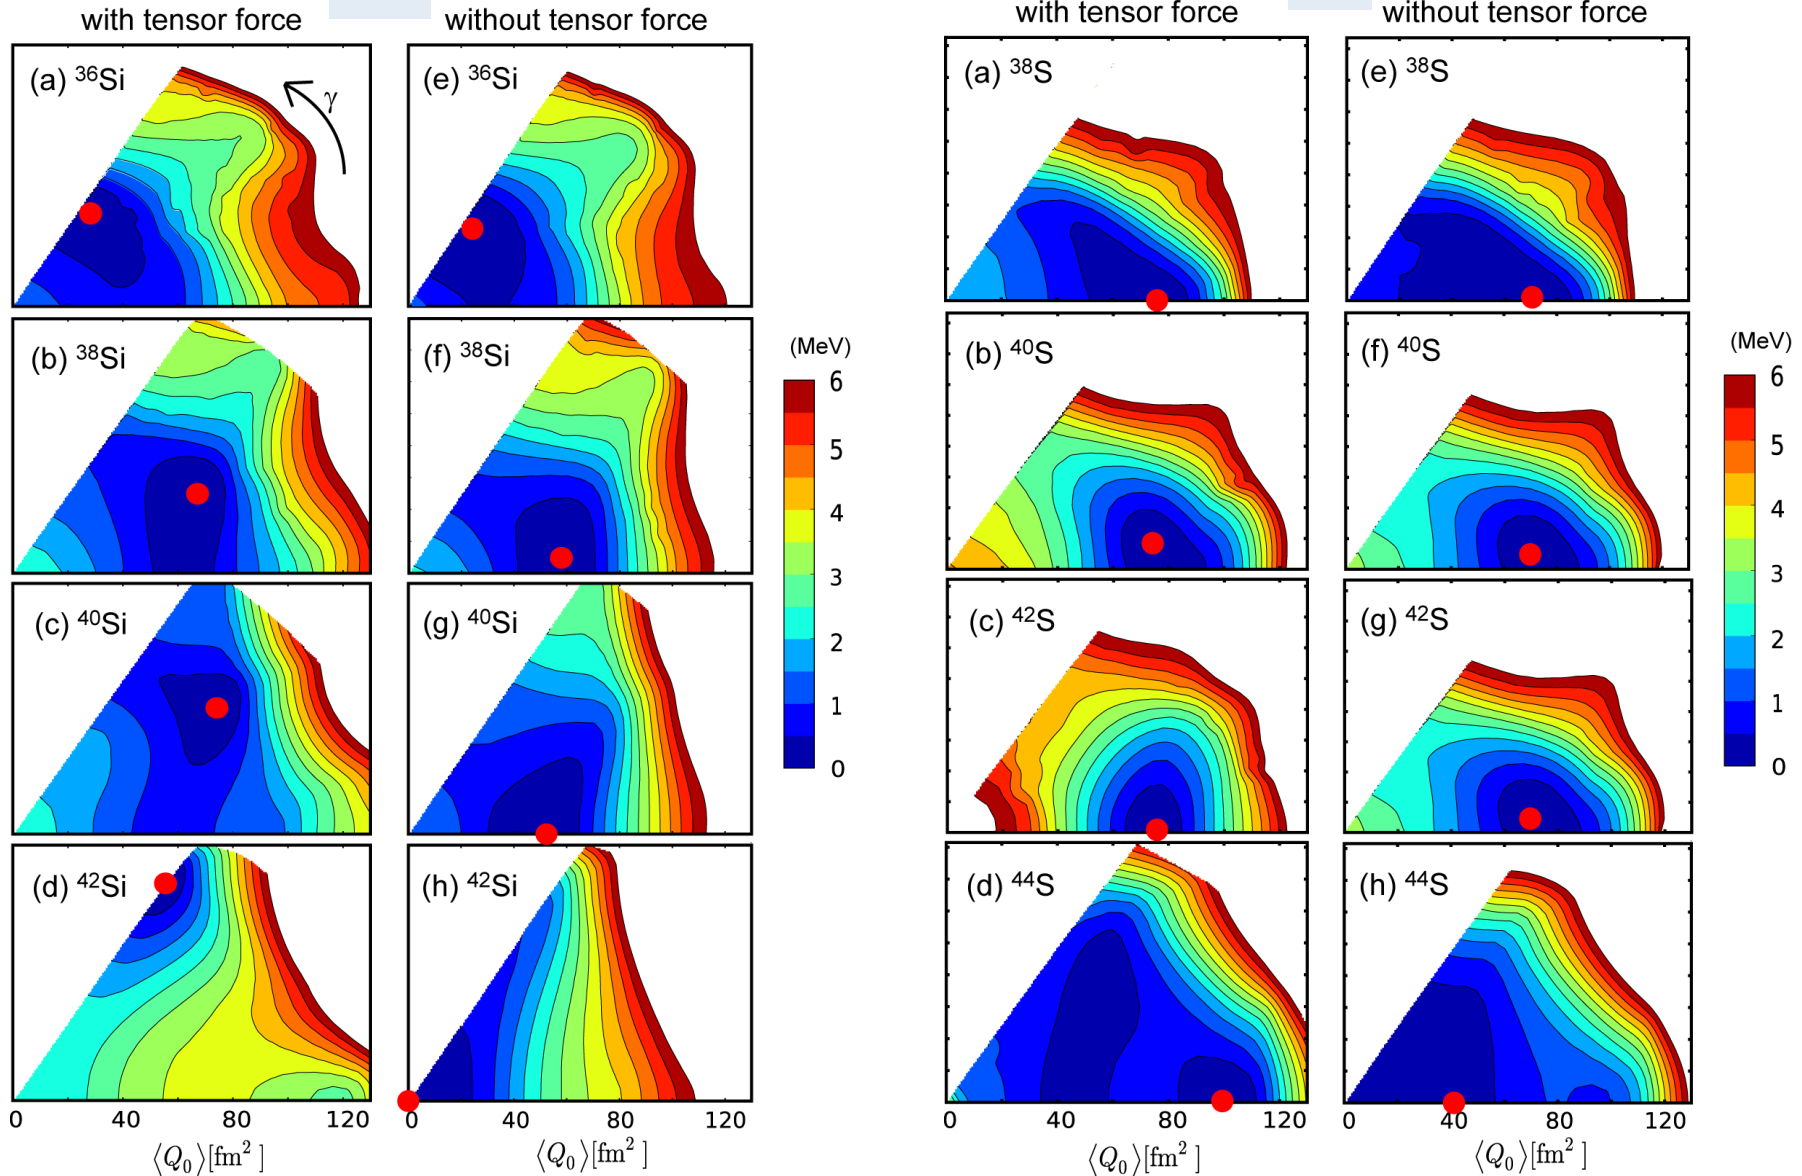 with tensor force
without tensor force
with tensor force
without tensor force
(a) ³⁶Si
γ
(e) ³⁶Si
(a) ³⁸S
(e) ³⁸S
(b) ³⁸Si
(f) ³⁸Si
(b) ⁴⁰S
(f) ⁴⁰S
(MeV)
6
5
4
3
2
1
0
(MeV)
6
5
4
3
2
1
0
(c) ⁴⁰Si
(g) ⁴⁰Si
(c) ⁴²S
(g) ⁴²S
(d) ⁴²Si
(h) ⁴²Si
(d) ⁴⁴S
(h) ⁴⁴S
0 40 80 120
0 40 80 120
0 40 80 120
0 40 80 120
⟨Q₀⟩[fm²]
⟨Q₀⟩[fm²]
⟨Q₀⟩[fm²]
⟨Q₀⟩[fm²]